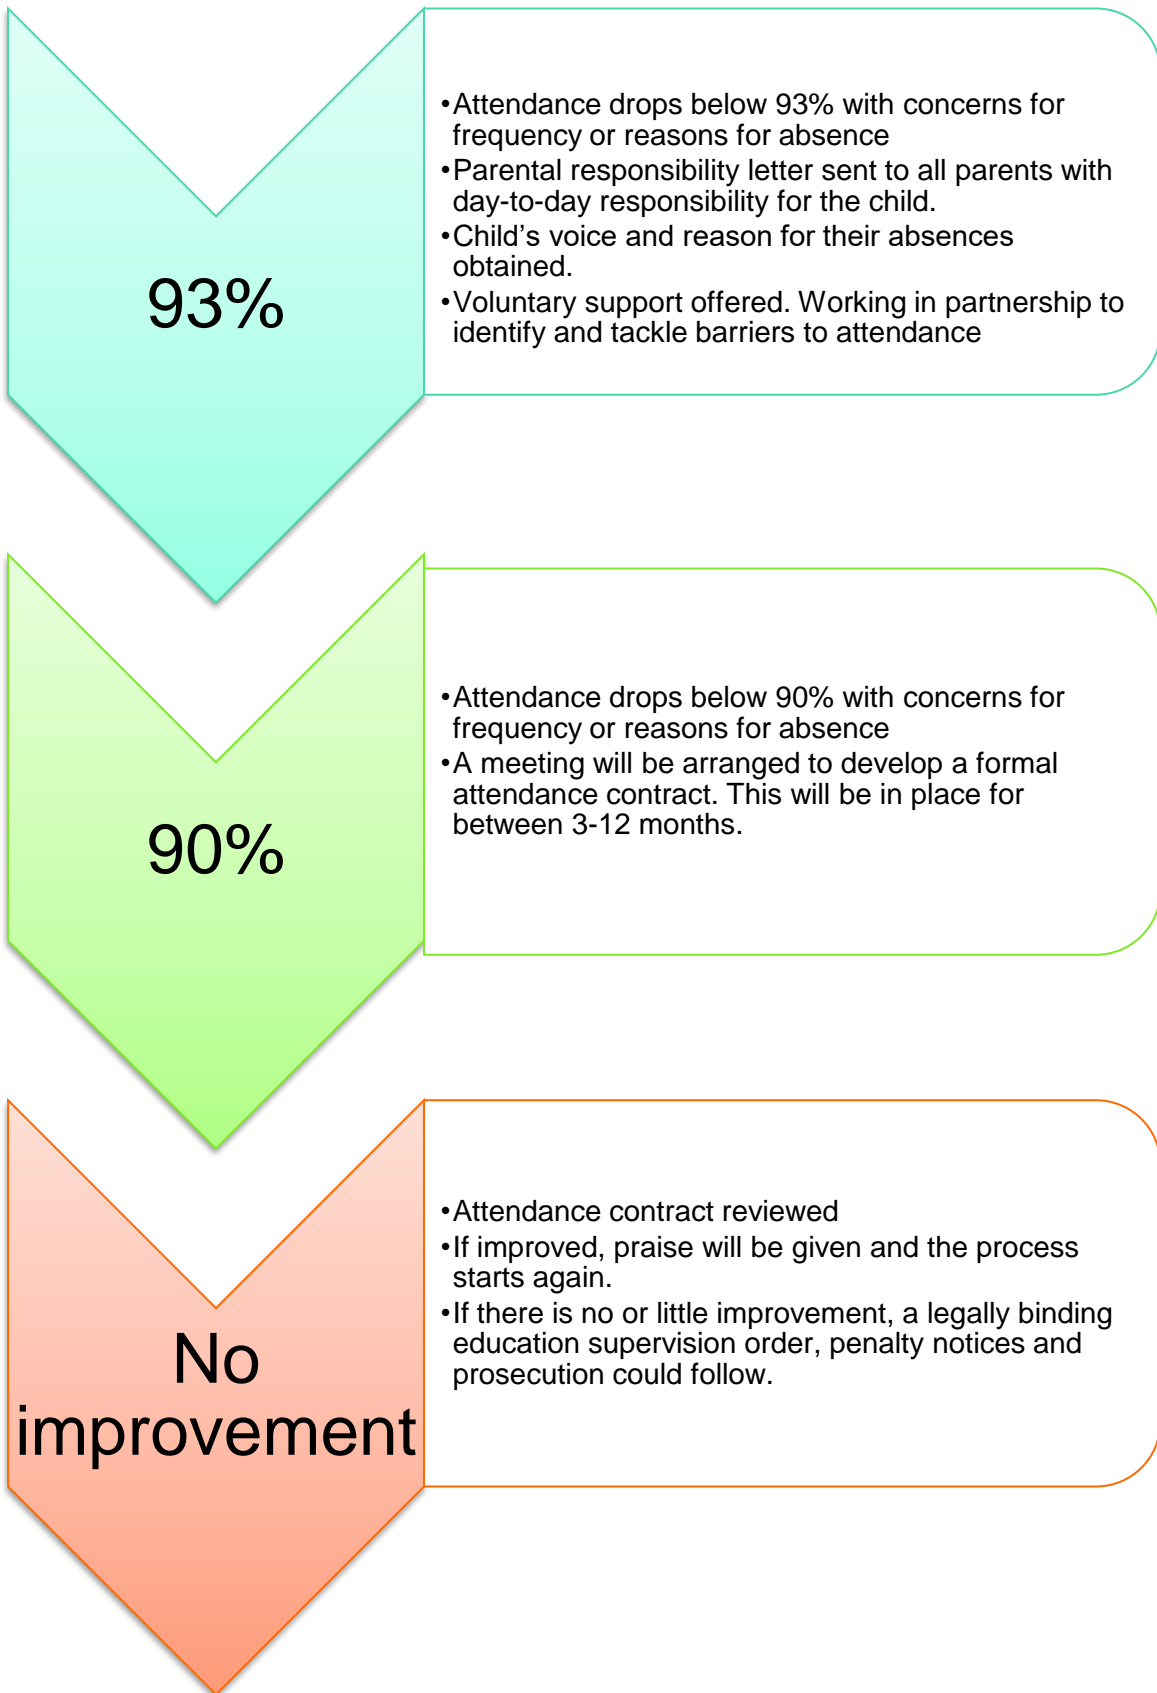 93%
•Attendance drops below 93% with concerns for
frequency or reasons for absence
•Parental responsibility letter sent to all parents with
day-to-day responsibility for the child.
•Child’s voice and reason for their absences
obtained.
•Voluntary support offered. Working in partnership to
identify and tackle barriers to attendance
90%
•Attendance drops below 90% with concerns for
frequency or reasons for absence
•A meeting will be arranged to develop a formal
attendance contract. This will be in place for
between 3-12 months.
No
improvement
•Attendance contract reviewed
•If improved, praise will be given and the process
starts again.
•If there is no or little improvement, a legally binding
education supervision order, penalty notices and
prosecution could follow.